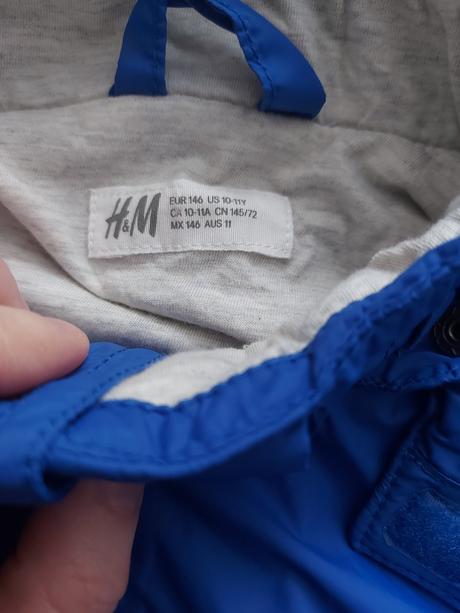 H&M
EUR 146 US 10-11Y
CA 10-11A CN 145/72
MX 146 AUS 11